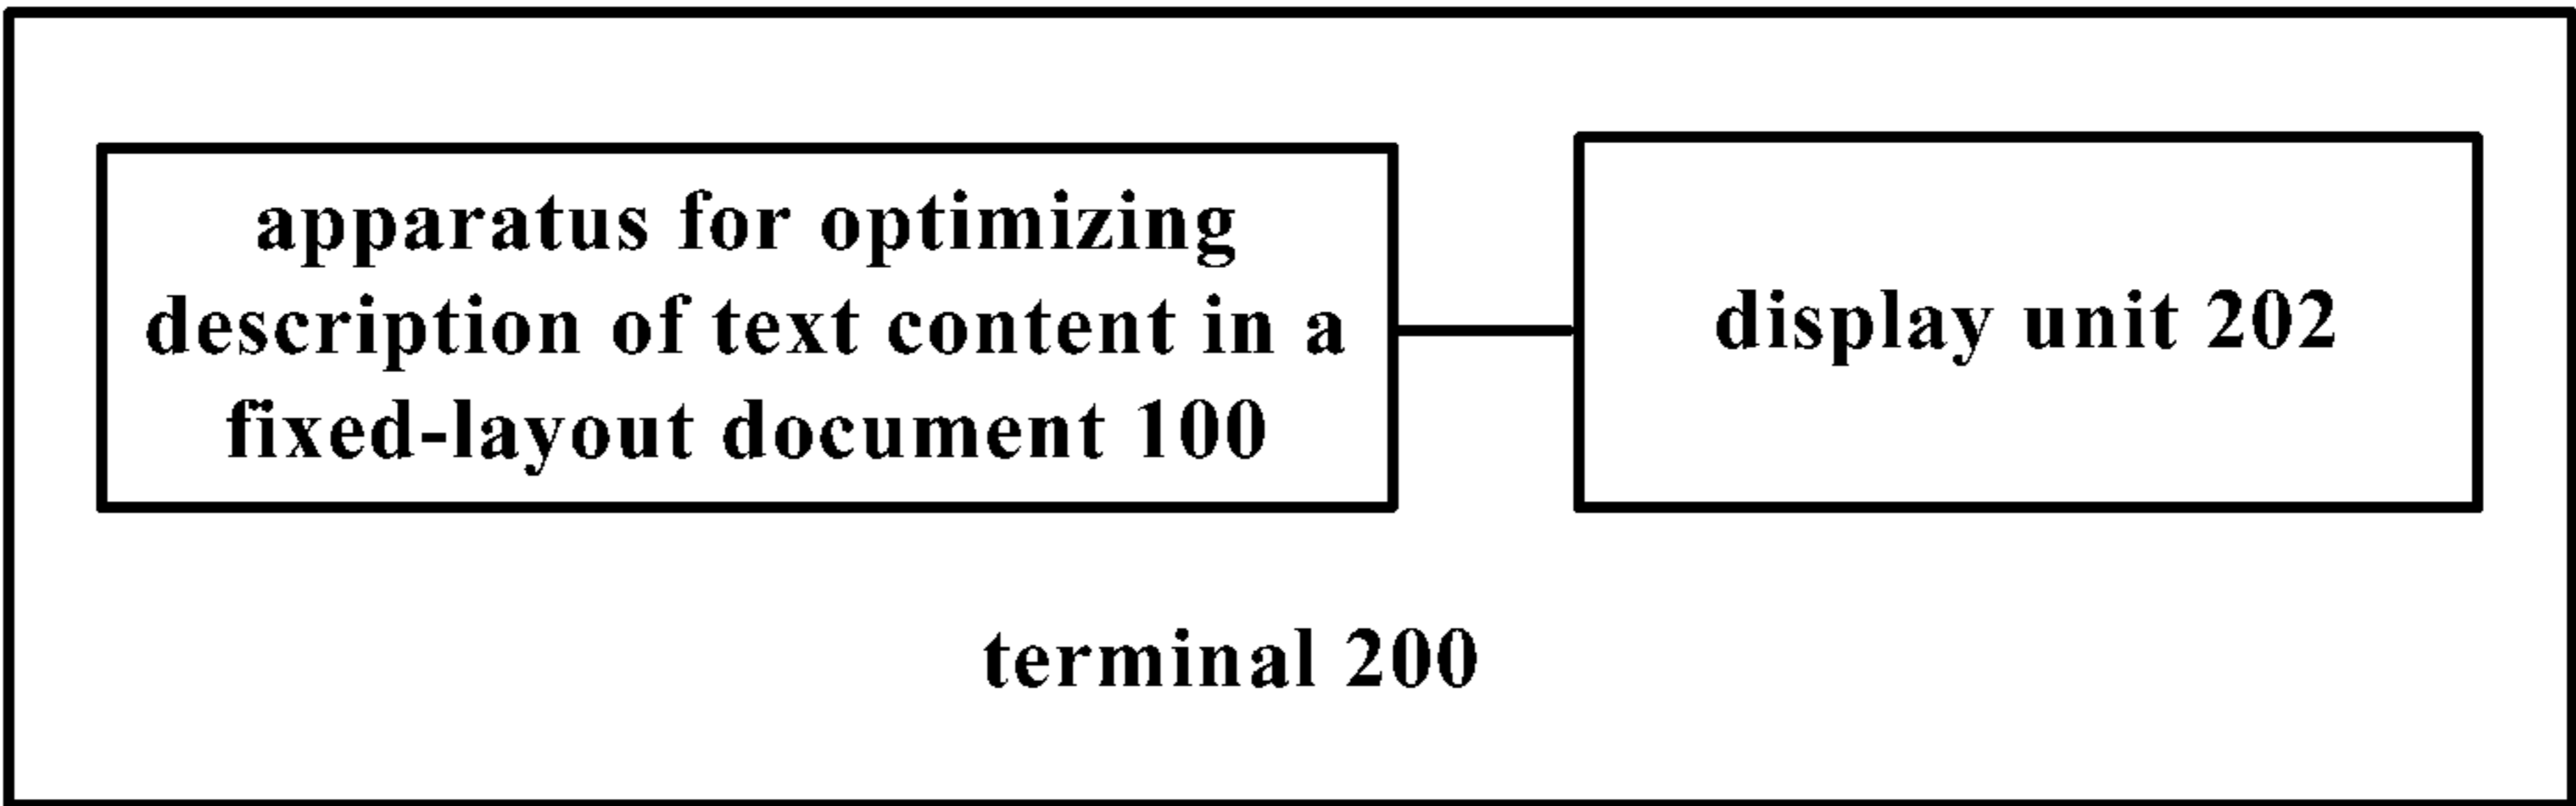 apparatus for optimizing
description of text content in a
fixed-layout document 100
display unit 202
terminal 200